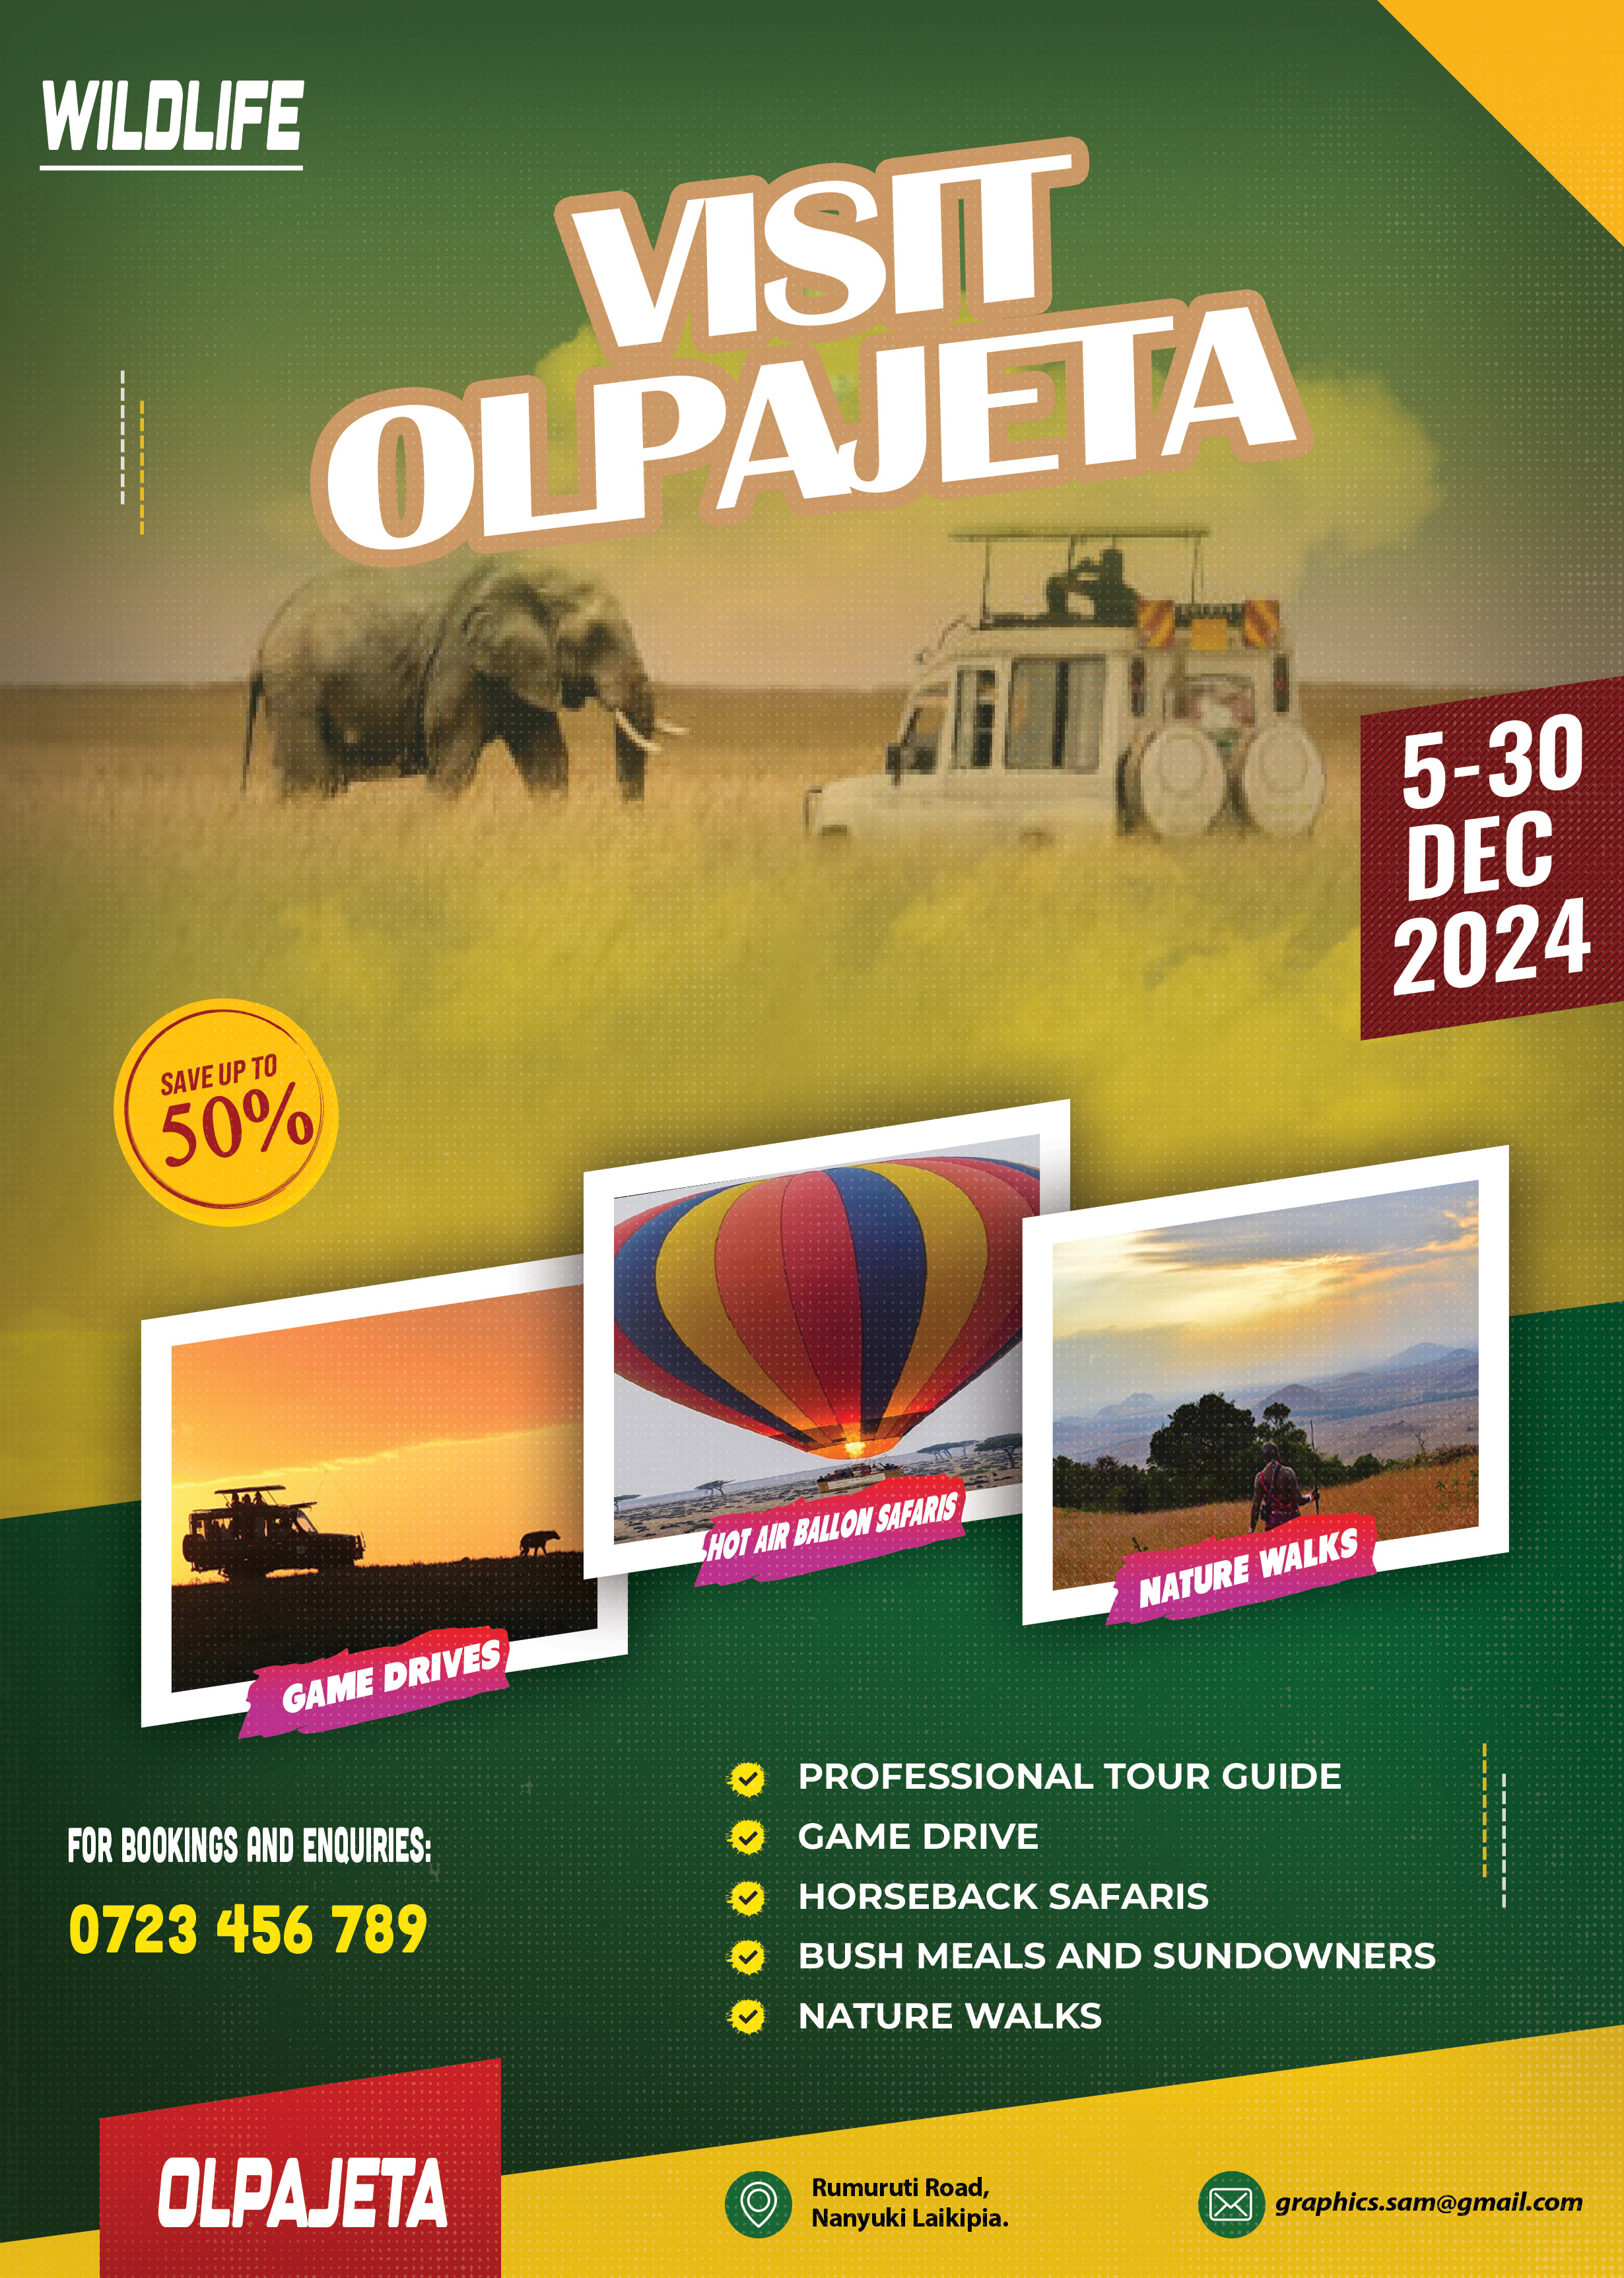 WILDLIFE
VISIT
OLPAJETA
5-30
DEC
2024
SAVE UP TO
50%
HOT AIR BALLON SAFARIS
NATURE WALKS
GAME DRIVES
PROFESSIONAL TOUR GUIDE
GAME DRIVE
HORSEBACK SAFARIS
BUSH MEALS AND SUNDOWNERS
NATURE WALKS
FOR BOOKINGS AND ENQUIRIES:
0723 456 789
OLPAJETA
Rumuruti Road,
Nanyuki Laikipia.
graphics.sam@gmail.com